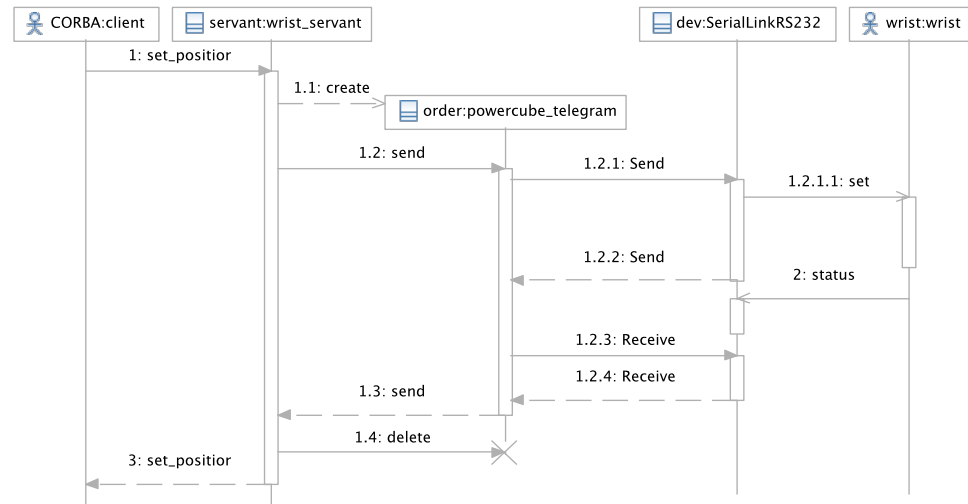 CORBA:client
servant:wrist_servant
dev:SerialLinkRS232
wrist:wrist
1: set_positior
1.1: create
order:powercube_telegram
1.2: send
1.2.1: Send
1.2.1.1: set
1.2.2: Send
2: status
1.2.3: Receive
1.2.4: Receive
1.3: send
1.4: delete
3: set_positior